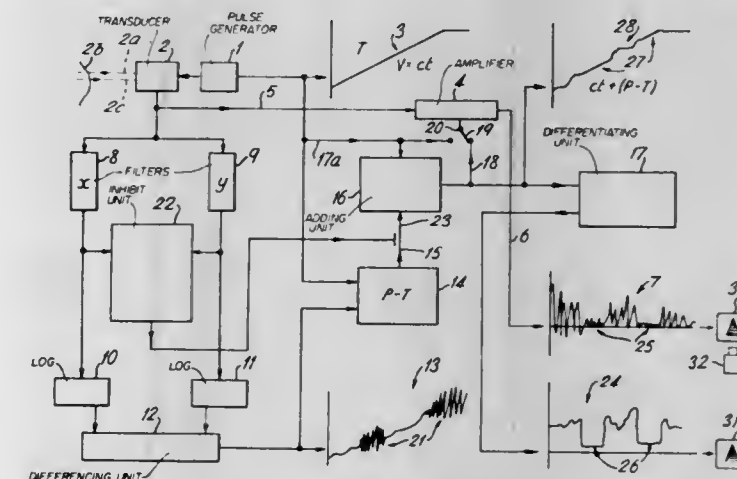 TRANSDUCER
PULSE GENERATOR
2B
2a
2
1
2c
T
3
V=ct
AMPLIFIER
4
28
27
ct+(P-T)
5
20
19
17a
18
DIFFERENTIATING UNIT
17
8
x
FILTERS
y
9
INHIBIT UNIT
22
16
ADDING UNIT
23
15
6
P-T
14
7
25
3
32
LOG
10
LOG
11
13
24
12
21
26
31
DIFFERENCING UNIT